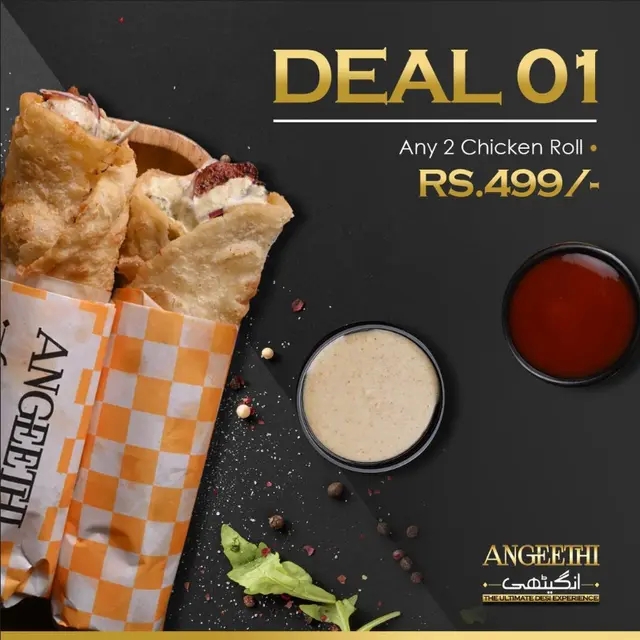 DEAL 01
Any 2 Chicken Roll •
RS.499/-
ANGEETHI
ANGEETHI
انگیٹھی
THE ULTIMATE DESI EXPERIENCE